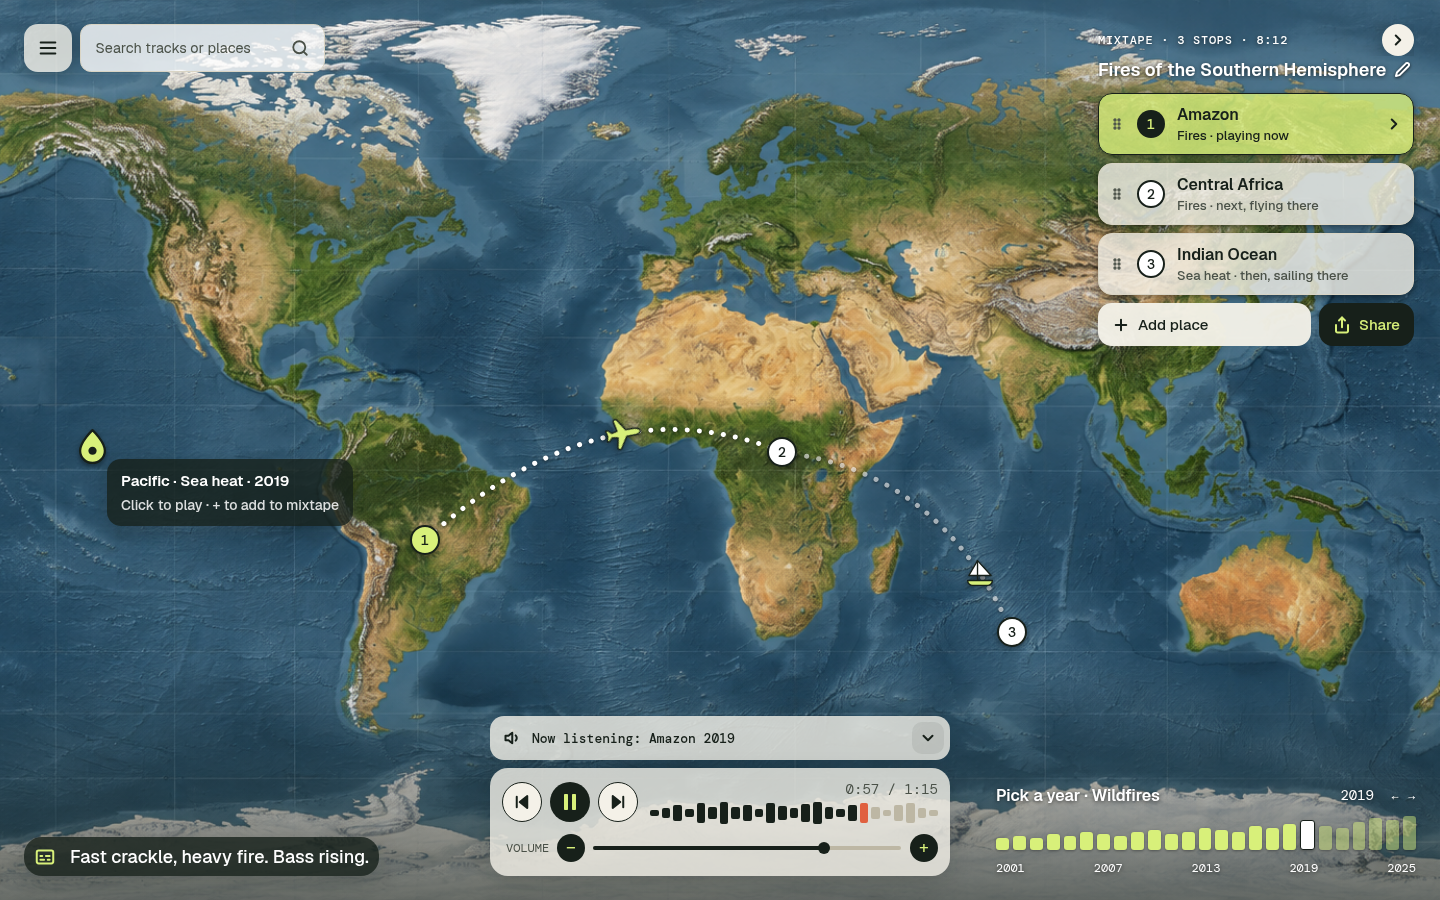 Search tracks or places
MIXTAPE · 3 STOPS · 8:12
Fires of the Southern Hemisphere
1
Amazon
Fires · playing now
2
Central Africa
Fires · next, flying there
3
Indian Ocean
Sea heat · then, sailing there
+ Add place
Share
2
Pacific · Sea heat · 2019
Click to play · + to add to mixtape
1
3
Now listening: Amazon 2019
0:57 / 1:15
VOLUME
Pick a year · Wildfires
2019 ← →
2001 2007 2013 2019 2025
Fast crackle, heavy fire. Bass rising.